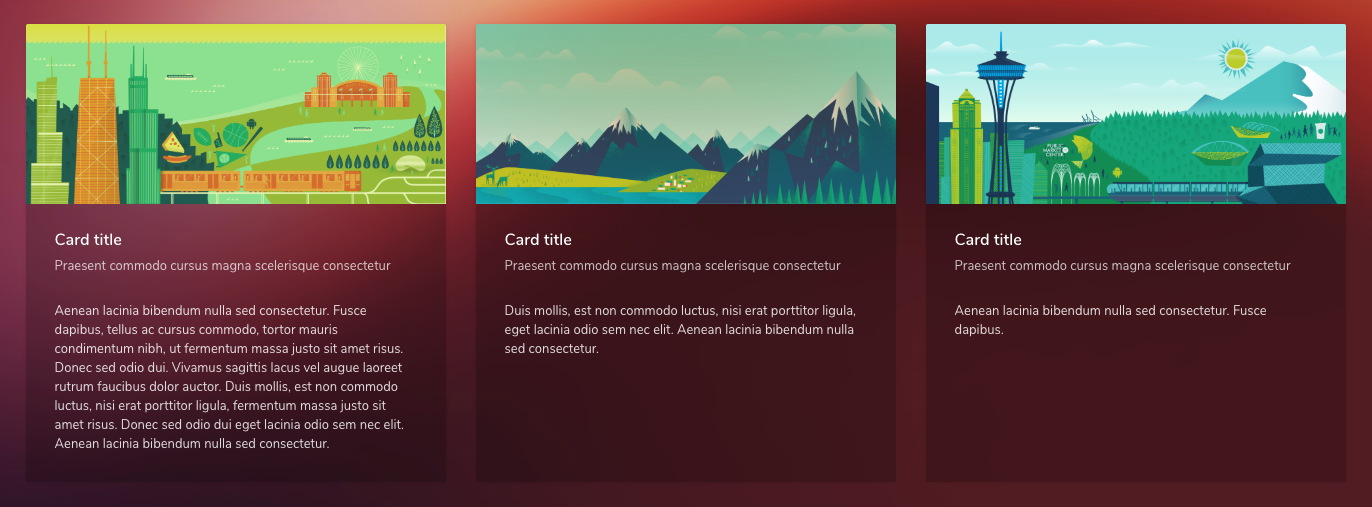 Card title
Praesent commodo cursus magna scelerisque consectetur
Aenean lacinia bibendum nulla sed consectetur. Fusce
dapibus, tellus ac cursus commodo, tortor mauris
condimentum nibh, ut fermentum massa justo sit amet risus.
Donec sed odio dui. Vivamus sagittis lacus vel augue laoreet
rutrum faucibus dolor auctor. Duis mollis, est non commodo
luctus, nisi erat porttitor ligula, fermentum massa justo sit
amet risus. Donec sed odio dui eget lacinia odio sem nec elit.
Aenean lacinia bibendum nulla sed consectetur.
Card title
Praesent commodo cursus magna scelerisque consectetur
Duis mollis, est non commodo luctus, nisi erat porttitor ligula,
eget lacinia odio sem nec elit. Aenean lacinia bibendum nulla
sed consectetur.
PUBLIC
MARKET
CENTER
Card title
Praesent commodo cursus magna scelerisque consectetur
Aenean lacinia bibendum nulla sed consectetur. Fusce
dapibus.